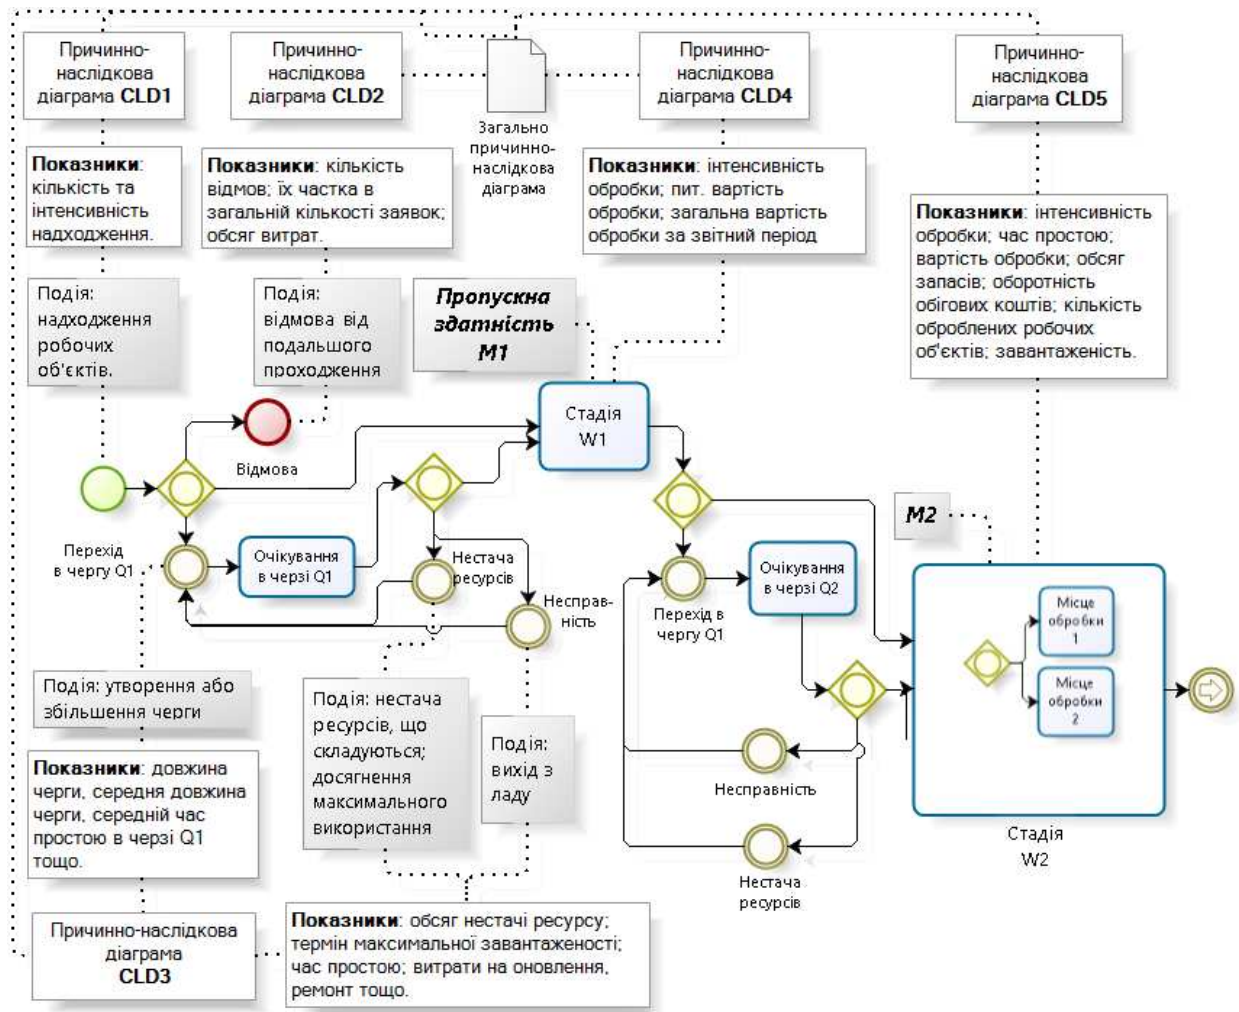 Причинно-
наслідкова
діаграма CLD1
Причинно-
наслідкова
діаграма CLD2
Загально
причинно-
наслідкова
діаграма
Причинно-
наслідкова
діаграма CLD4
Причинно-
наслідкова
діаграма CLD5
Показники:
кількість та
інтенсивність
надходження.
Показники: кількість
відмов; їх частка в
загальній кількості заявок;
обсяг витрат.
Показники: інтенсивність
обробки; пит. вартість
обробки; загальна вартість
обробки за звітний період
Показники: інтенсивність
обробки; час простою;
вартість обробки; обсяг
запасів; оборотність
обігових коштів; кількість
оброблених робочих
об'єктів; завантаженість.
Подія:
надходження
робочих
об'єктів.
Подія:
відмова від
подальшого
проходження
Пропускна
здатність
M1
Стадія
W1
Відмова
M2
Перехід
в чергу Q1
Очікування
в черзі Q1
Нестача
ресурсів
Несправ-
ність
Перехід в
чергу Q1
Очікування
в черзі Q2
Місце
обробки
1
Місце
обробки
2
Подія: утворення або
збільшення черги
Подія: нестача
ресурсів, що
складуються;
досягнення
максимального
використання
Подія:
вихід з
ладу
Несправність
Нестача
ресурсів
Стадія
W2
Показники: довжина
черги, середня довжина
черги, середній час
простою в черзі Q1
тощо.
Причинно-наслідкова
діаграма
CLD3
Показники: обсяг нестачі ресурсу;
термін максимальної завантаженості;
час простою; витрати на оновлення,
ремонт тощо.